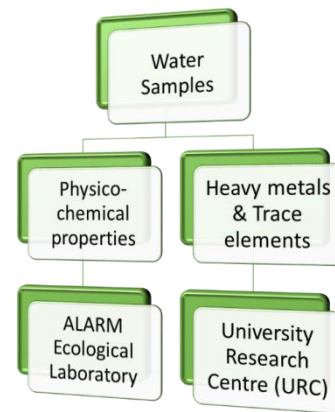 Water
Samples
Physico-
chemical
properties
Heavy metals
& Trace
elements
ALARM
Ecological
Laboratory
University
Research
Centre (URC)